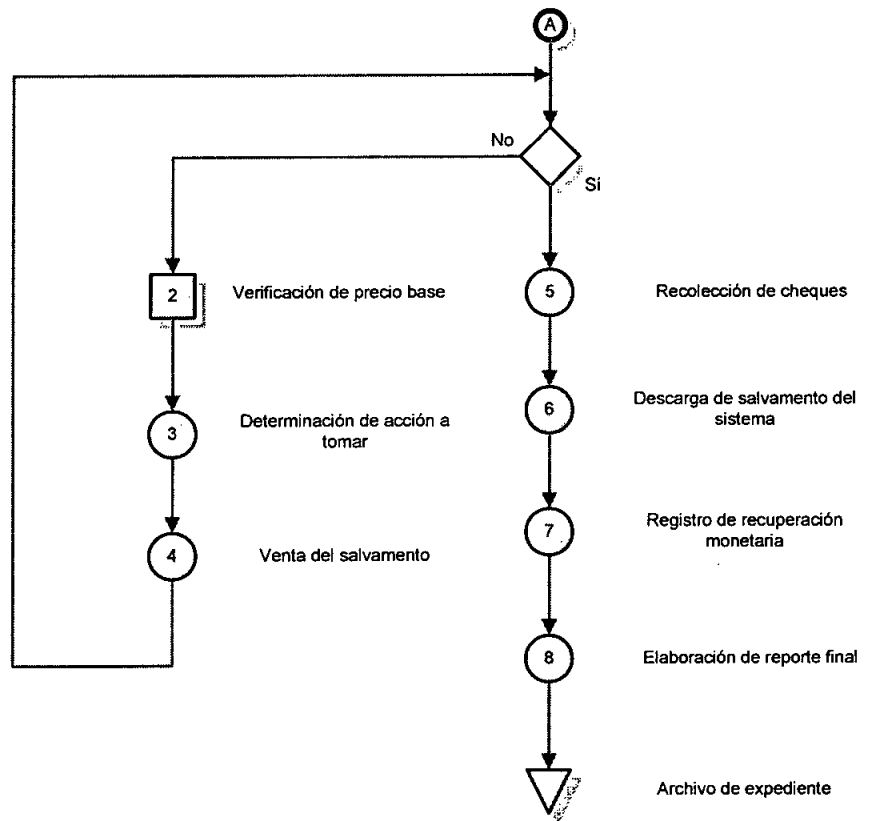 A
No
Sí
2
Verificación de precio base
3
Determinación de acción a
tomar
4
Venta del salvamento
5
Recolección de cheques
6
Descarga de salvamento del
sistema
7
Registro de recuperación
monetaria
8
Elaboración de reporte final
Archivo de expediente